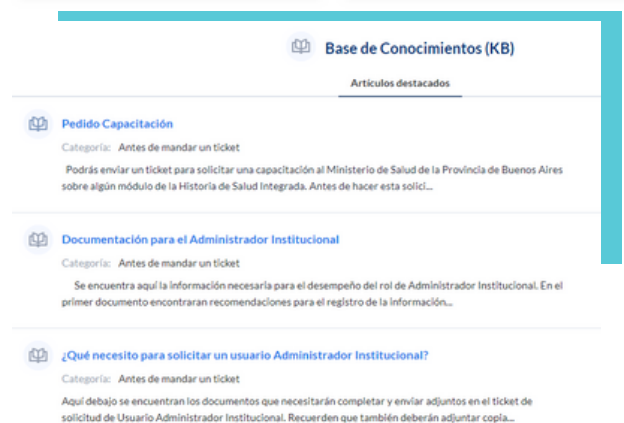 Base de Conocimientos (KB)
Artículos destacados
Pedido Capacitación
Categoría: Antes de mandar un ticket
Podrás enviar un ticket para solicitar una capacitación al Ministerio de Salud de la Provincia de Buenos Aires
sobre algún módulo de la Historia de Salud Integrada. Antes de hacer esta solici...
Documentación para el Administrador Institucional
Categoría: Antes de mandar un ticket
Se encuentra aquí la información necesaria para el desempeño del rol de Administrador Institucional. En el
primer documento encontraran recomendaciones para el registro de la información...
¿Qué necesito para solicitar un usuario Administrador Institucional?
Categoría: Antes de mandar un ticket
Aquí debajo se encuentran los documentos que necesitarán completar y enviar adjuntos en el ticket de
solicitud de Usuario Administrador Institucional. Recuerden que también deberán adjuntar copia...